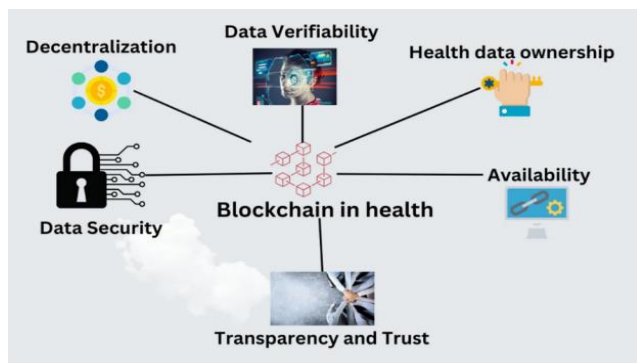 Decentralization
Data Verifiability
Health data ownership
Data Security
Blockchain in health
Availability
Transparency and Trust